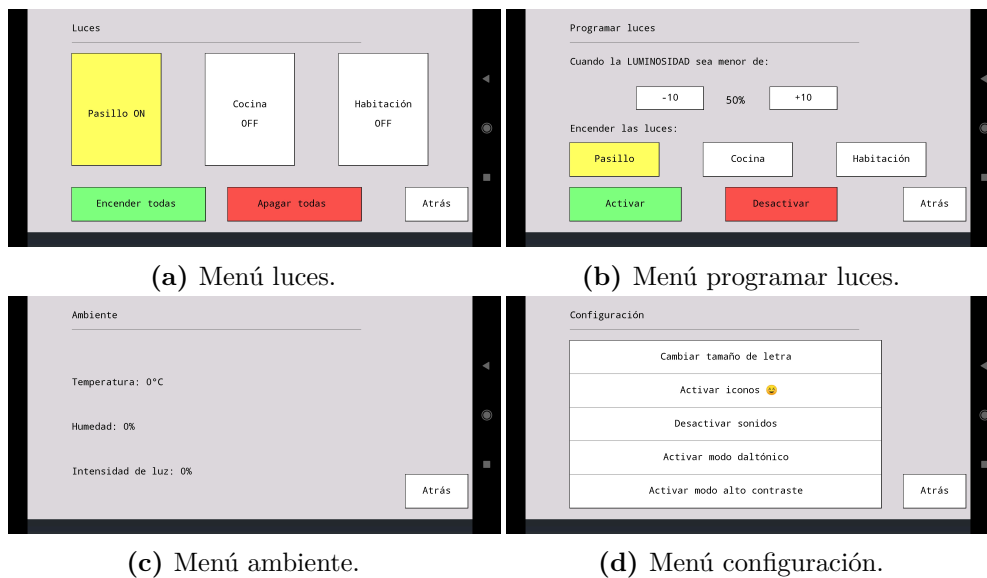 Luces
Pasillo ON
Cocina
OFF
Habitación
OFF
Encender todas
Apagar todas
Atrás
(a) Menú luces.
Programar luces
Cuando la LUMINOSIDAD sea menor de:
-10
50%
+10
Encender las luces:
Pasillo
Cocina
Habitación
Activar
Desactivar
Atrás
(b) Menú programar luces.
Ambiente
Temperatura: 0°C
Humedad: 0%
Intensidad de luz: 0%
Atrás
(c) Menú ambiente.
Configuración
Cambiar tamaño de letra
Activar iconos 😄
Desactivar sonidos
Activar modo daltónico
Activar modo alto contraste
Atrás
(d) Menú configuración.